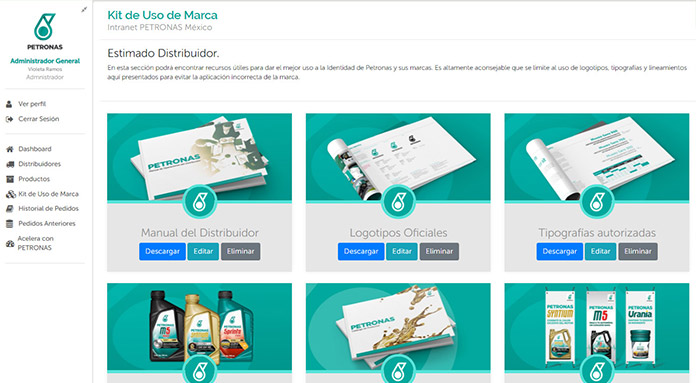 PETRONAS
Administrador General
Violeta Ramos
Administrador
Ver perfil
Cerrar Sesión
Dashboard
Distribuidores
Productos
Kit de Uso de Marca
Historial de Pedidos
Pedidos Anteriores
Acelera con
PETRONAS
Kit de Uso de Marca
Intranet PETRONAS México
Estimado Distribuidor.
En esta sección podrá encontrar recursos útiles para dar el mejor uso a la identidad de Petronas y sus marcas. Es altamente aconsejable que se limite al uso de logotipos, tipografías y lineamientos
aquí presentados para evitar la aplicación incorrecta de la marca.
PETRONAS
Manual del Distribuidor
Descargar Editar Eliminar
Logotipos Oficiales
Descargar Editar Eliminar
Tipografías autorizadas
Descargar Editar Eliminar
M5
Syntium
Sprinta
PETRONAS
PETRONAS
SYNTIUM
PETRONAS
M5
PETRONAS
Urania